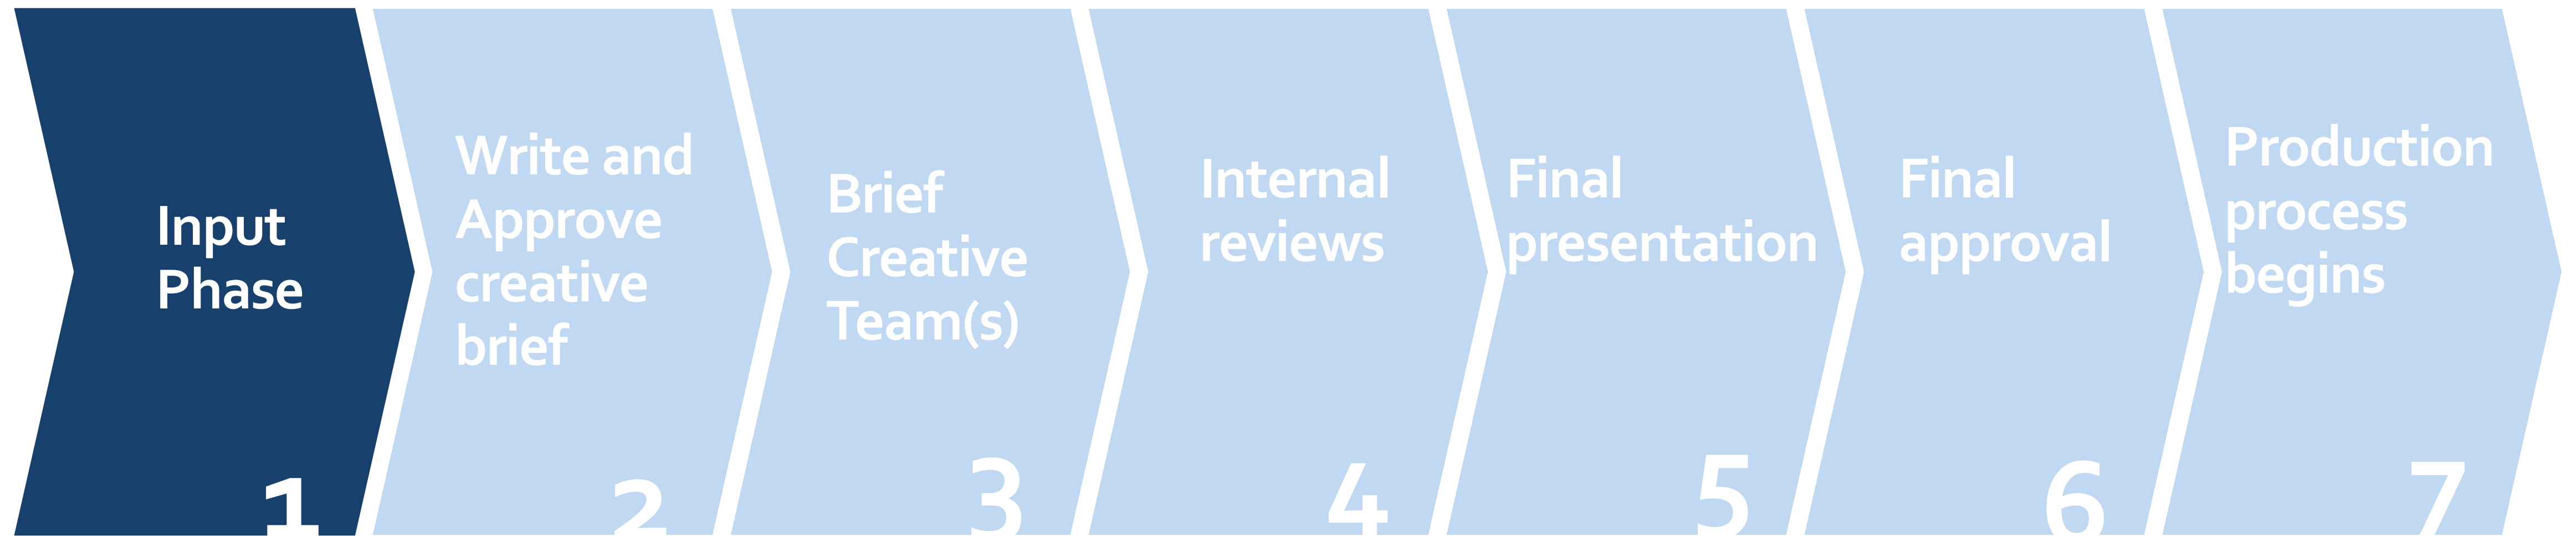 Input
Phase
1
Write and
Approve
creative
brief
2
Brief
Creative
Team(s)
3
Internal
reviews
4
Final
presentation
5
Final
approval
6
Production
process
begins
7